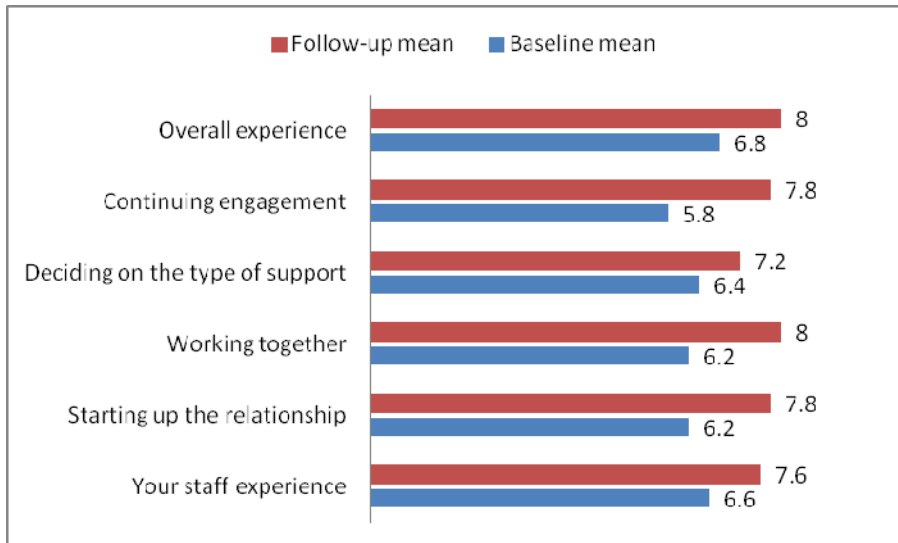 Follow-up mean Baseline mean
Overall experience 8
6.8
Continuing engagement 7.8
5.8
Deciding on the type of support 7.2
6.4
Working together 8
6.2
Starting up the relationship 7.8
6.2
Your staff experience 7.6
6.6